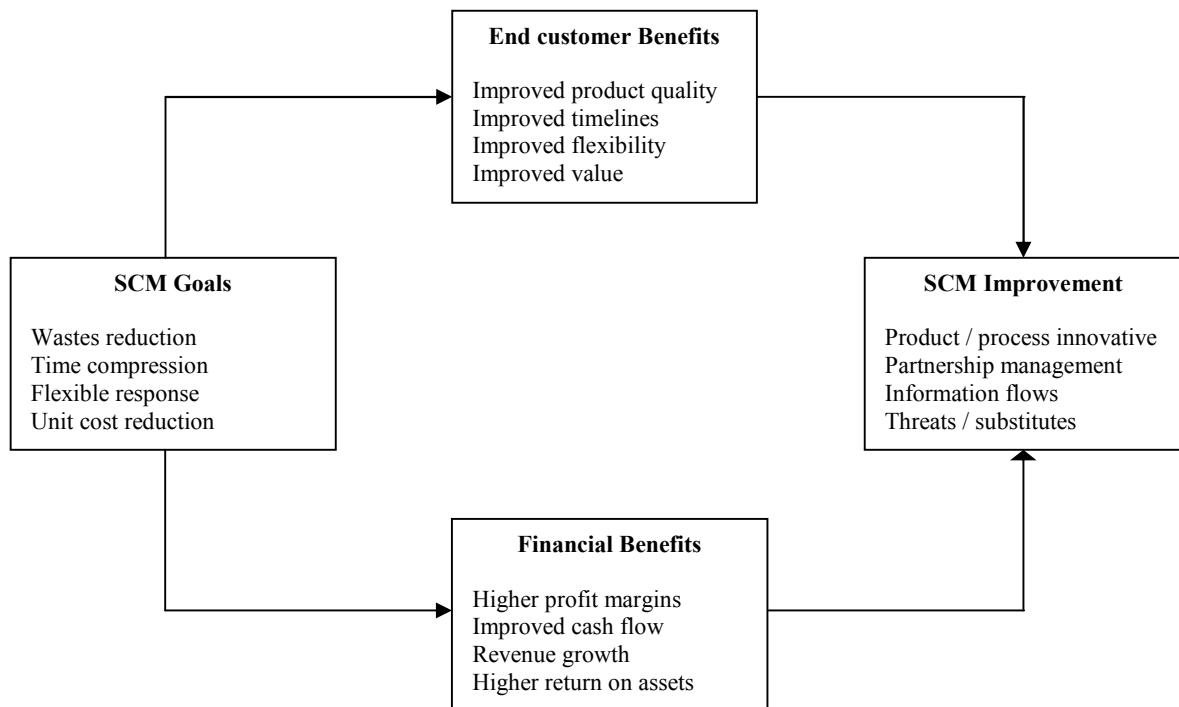 End customer Benefits
Improved product quality
Improved timelines
Improved flexibility
Improved value
SCM Goals
Wastes reduction
Time compression
Flexible response
Unit cost reduction
SCM Improvement
Product / process innovative
Partnership management
Information flows
Threats / substitutes
Financial Benefits
Higher profit margins
Improved cash flow
Revenue growth
Higher return on assets